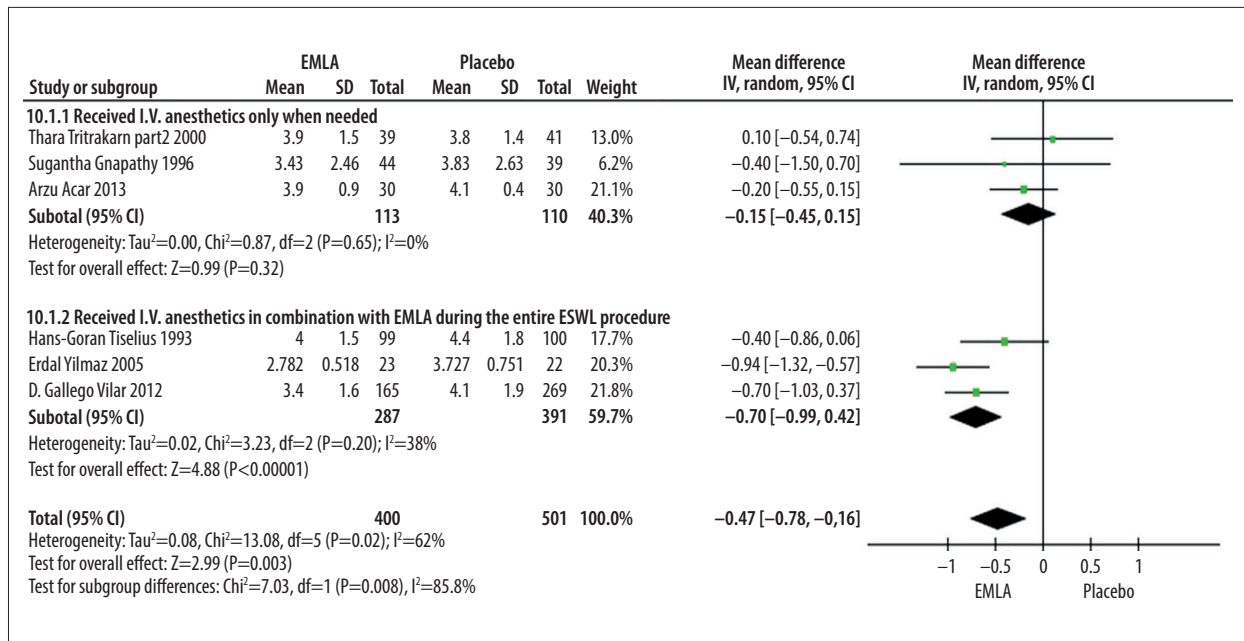 EMLA Placebo Mean difference Mean difference
Study or subgroup Mean SD Total Mean SD Total Weight IV, random, 95% CI IV, random, 95% CI
10.1.1 Received I.V. anesthetics only when needed
Thara Tritrakarn part2 2000 3.9 1.5 39 3.8 1.4 41 13.0% 0.10 [−0.54, 0.74]
Sugantha Gnapathy 1996 3.43 2.46 44 3.83 2.63 39 6.2% −0.40 [−1.50, 0.70]
Arzu Acar 2013 3.9 0.9 30 4.1 0.4 30 21.1% −0.20 [−0.55, 0.15]
Subotal (95% CI) 113 110 40.3% −0.15 [−0.45, 0.15]
Heterogeneity: Tau²=0.00, Chi²=0.87, df=2 (P=0.65); I²=0%
Test for overall effect: Z=0.99 (P=0.32)
10.1.2 Received I.V. anesthetics in combination with EMLA during the entire ESWL procedure
Hans-Goran Tiselius 1993 4 1.5 99 4.4 1.8 100 17.7% −0.40 [−0.86, 0.06]
Erdal Yilmaz 2005 2.782 0.518 23 3.727 0.751 22 20.3% −0.94 [−1.32, −0.57]
D. Gallego Vilar 2012 3.4 1.6 165 4.1 1.9 269 21.8% −0.70 [−1.03, 0.37]
Subotal (95% CI) 287 391 59.7% −0.70 [−0.99, 0.42]
Heterogeneity: Tau²=0.02, Chi²=3.23, df=2 (P=0.20); I²=38%
Test for overall effect: Z=4.88 (P<0.00001)
Total (95% CI) 400 501 100.0% −0.47 [−0.78, −0,16]
Heterogeneity: Tau²=0.08, Chi²=13.08, df=5 (P=0.02); I²=62%
Test for overall effect: Z=2.99 (P=0.003)
Test for subgroup differences: Chi²=7.03, df=1 (P=0.008), I²=85.8%
−1 −0.5 0 0.5 1
EMLA Placebo